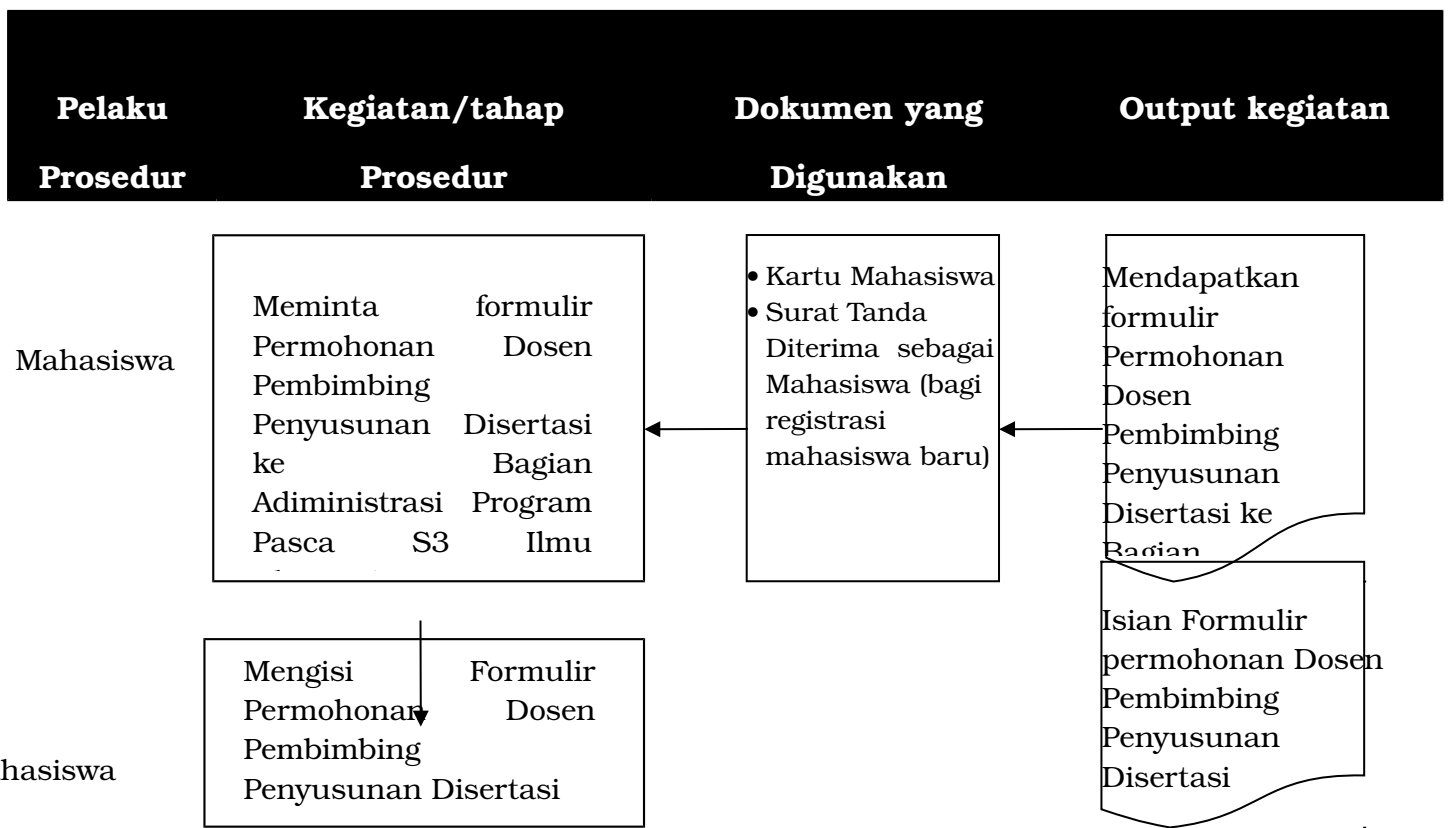 Pelaku Prosedur
Kegiatan/tahap Prosedur
Dokumen yang Digunakan
Output kegiatan
Mahasiswa
Meminta formulir
Permohonan Dosen
Pembimbing
Penyusunan Disertasi
ke Bagian
Adiministrasi Program
Pasca S3 Ilmu
• Kartu Mahasiswa
• Surat Tanda
Diterima sebagai
Mahasiswa (bagi
registrasi
mahasiswa baru)
Mendapatkan
formulir
Permohonan
Dosen
Pembimbing
Penyusunan
Disertasi ke
Bagian
hasiswa
Mengisi Formulir
Permohonan Dosen
Pembimbing
Penyusunan Disertasi
Isian Formulir
permohonan Dosen
Pembimbing
Penyusunan
Disertasi